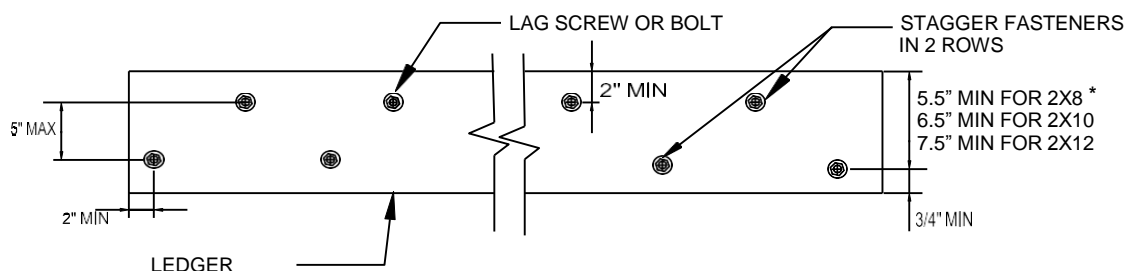 LAG SCREW OR BOLT
STAGGER FASTENERS
IN 2 ROWS
2" MIN
5.5” MIN FOR 2X8 *
6.5” MIN FOR 2X10
7.5” MIN FOR 2X12
5" MAX
2" MIN
3/4" MIN
LEDGER